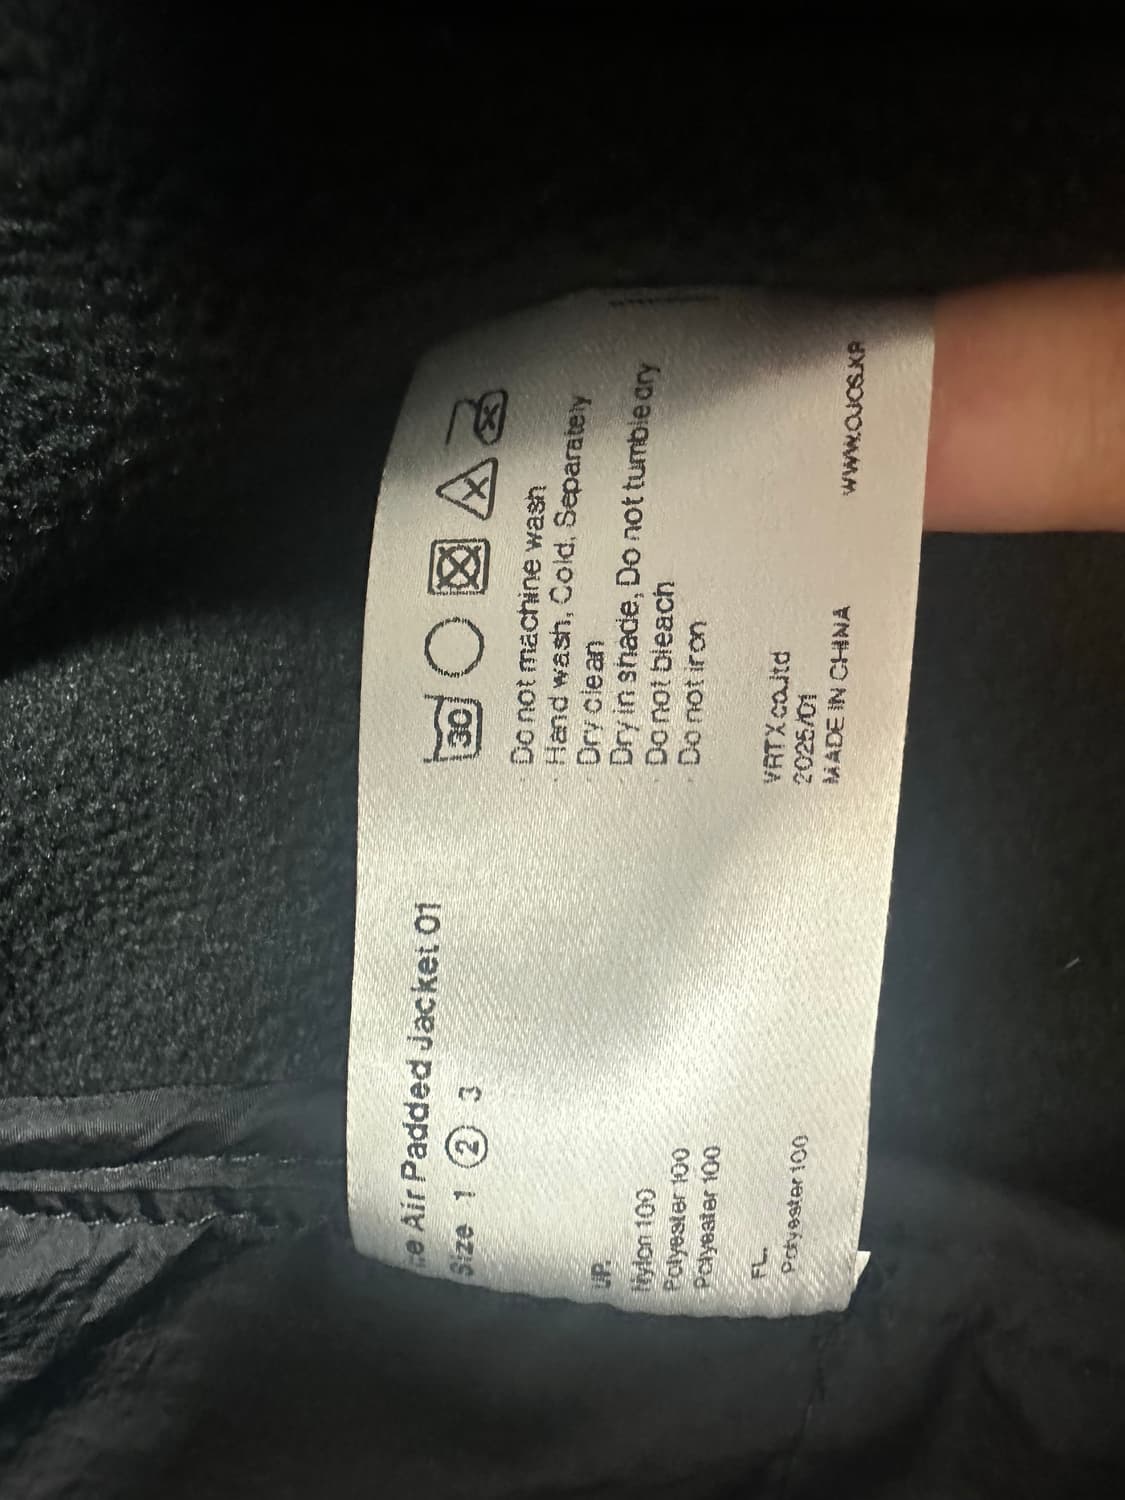 Air Padded Jacket 01
Size 1 2 3
UP.
Nylon 100
Polyester 100
Polyester 100
FL.
Polyester 100
30
· Do not machine wash
· Hand wash, Cold, Separately
· Dry clean
· Dry in shade, Do not tumble dry
· Do not bleach
· Do not iron
VRTX co.ltd
2025/01
MADE IN CHINA
WWW.OJOS.KR